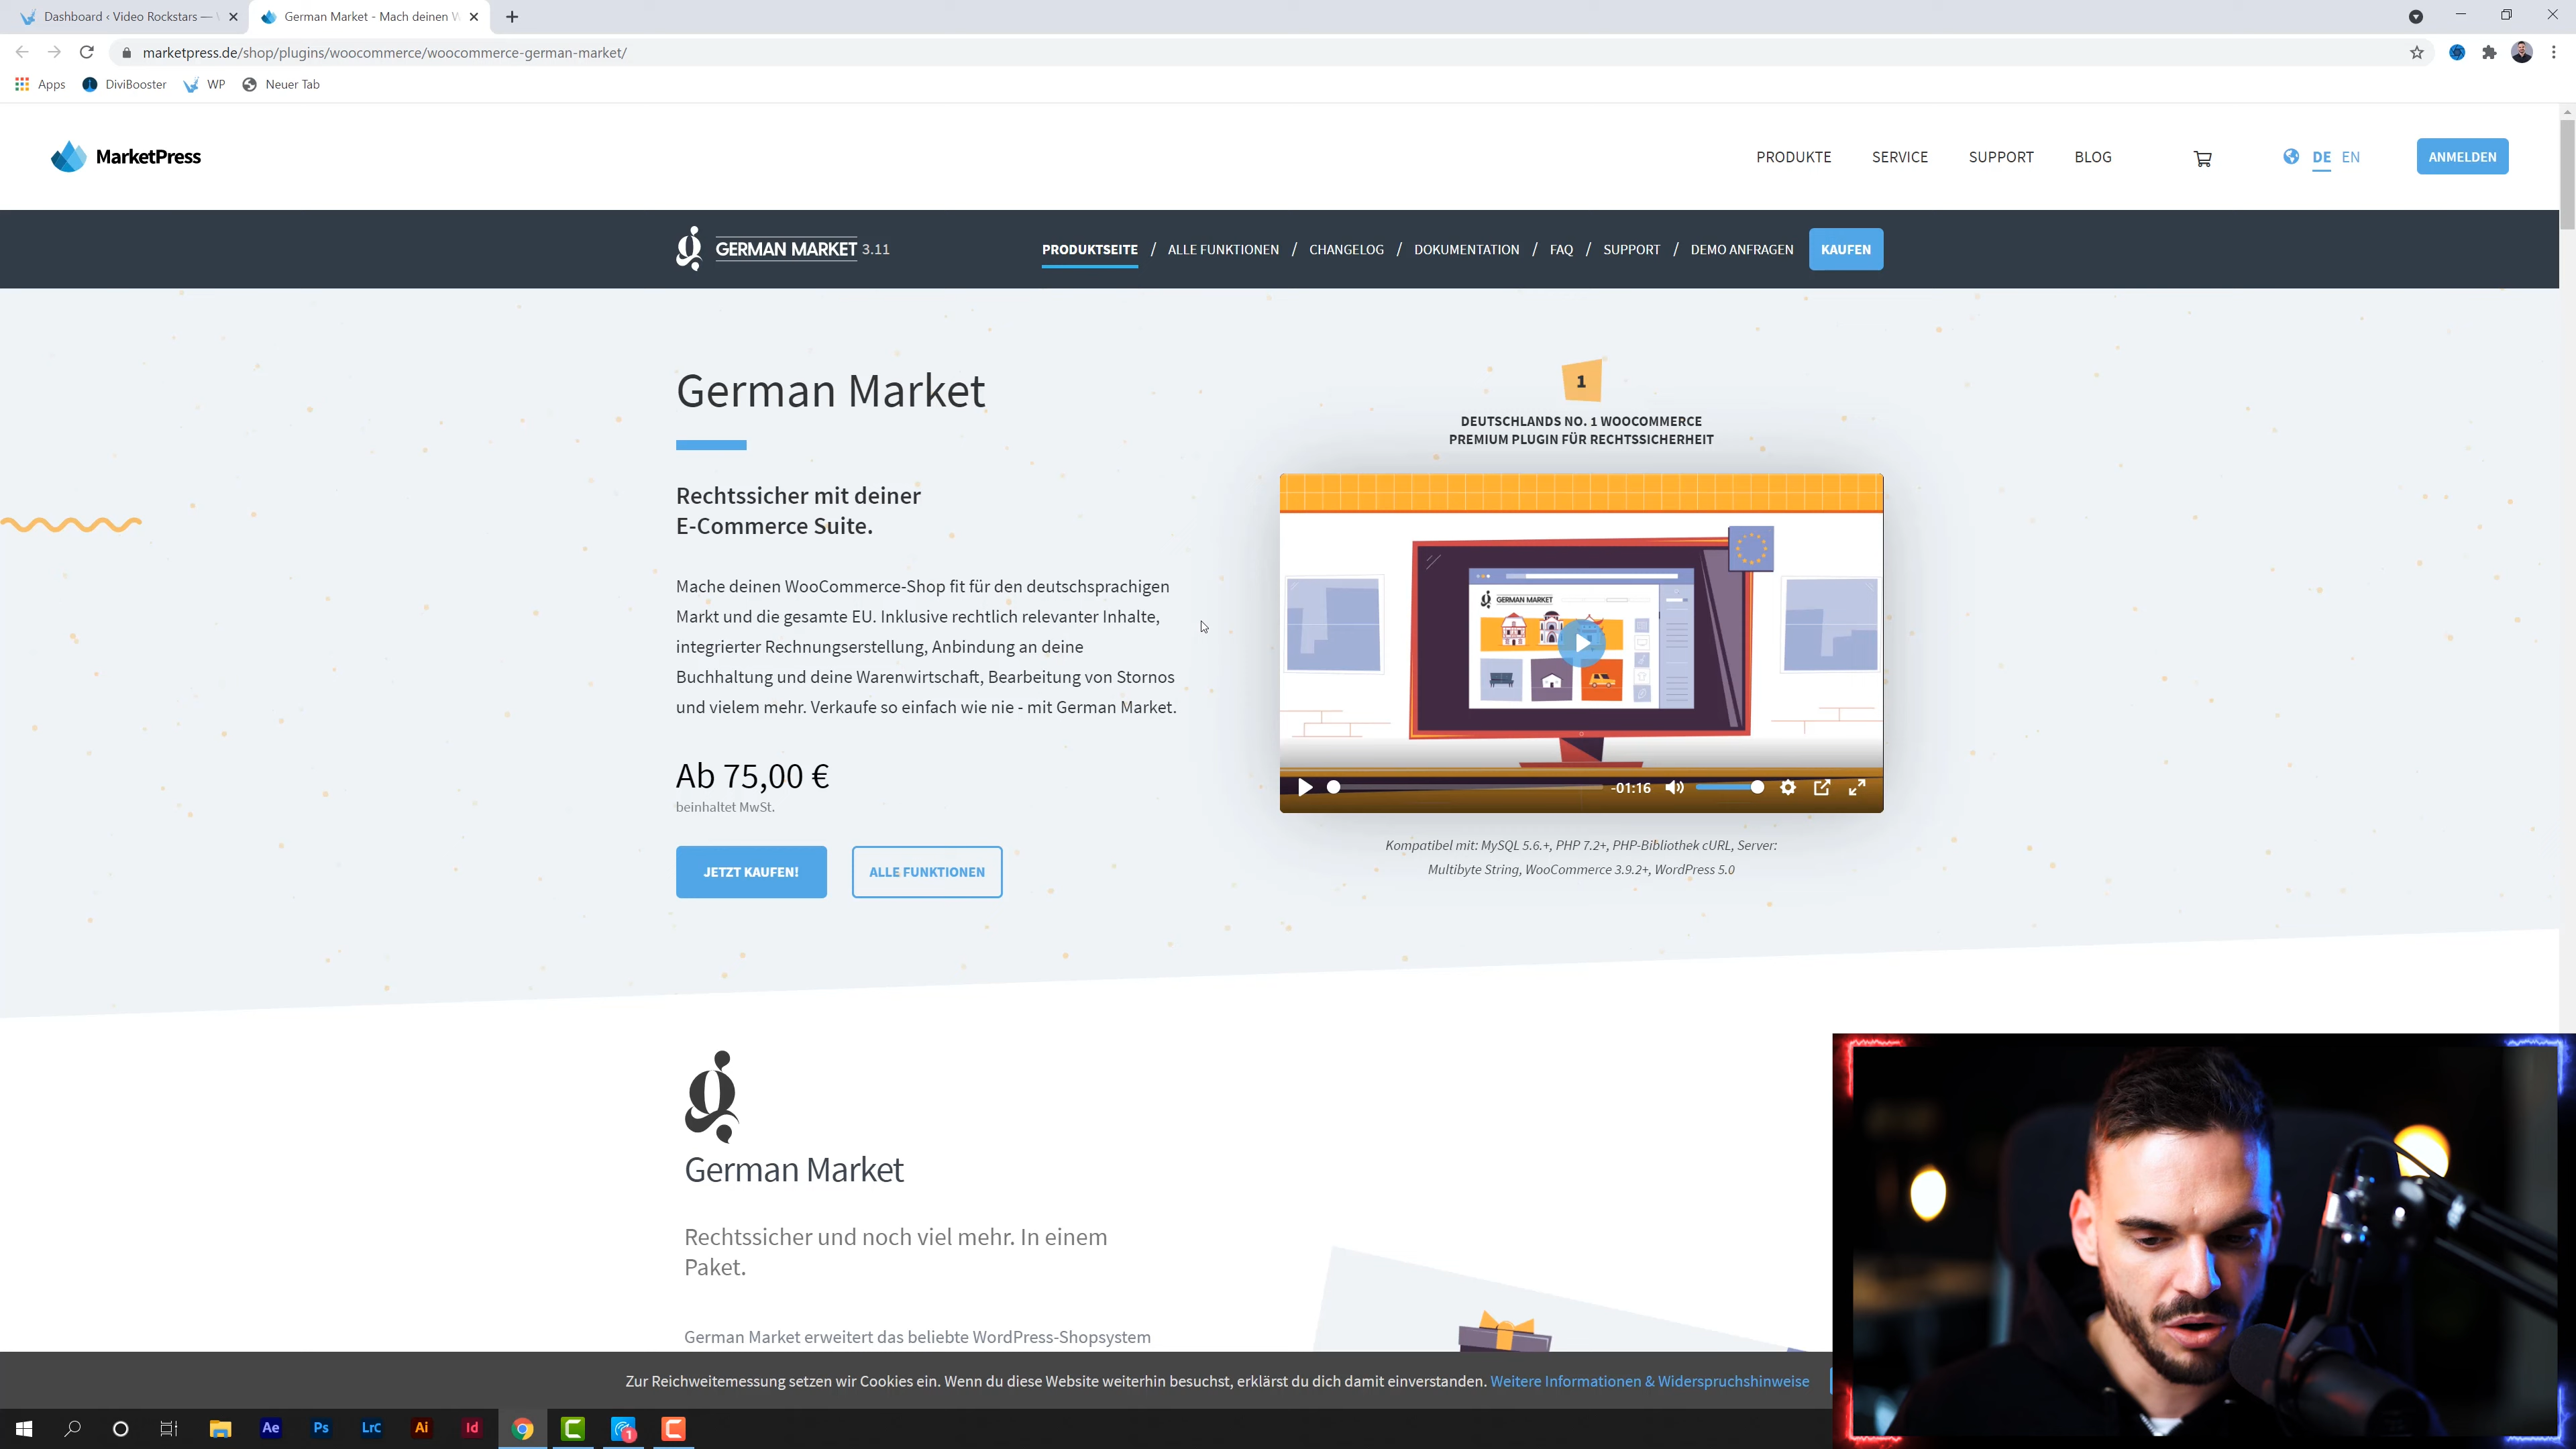 Dashboard ‹ Video Rockstars —
German Market - Mach deinen W
marketpress.de/shop/plugins/woocommerce/woocommerce-german-market/
Apps
DiviBooster
WP
Neuer Tab
MarketPress
PRODUKTE
SERVICE
SUPPORT
BLOG
DE
EN
ANMELDEN
GERMAN MARKET 3.11
PRODUKTSEITE / ALLE FUNKTIONEN / CHANGELOG / DOKUMENTATION / FAQ / SUPPORT / DEMO ANFRAGEN
KAUFEN
German Market
Rechtssicher mit deiner
E-Commerce Suite.
Mache deinen WooCommerce-Shop fit für den deutschsprachigen
Markt und die gesamte EU. Inklusive rechtlich relevanter Inhalte,
integrierter Rechnungserstellung, Anbindung an deine
Buchhaltung und deine Warenwirtschaft, Bearbeitung von Stornos
und vielem mehr. Verkaufe so einfach wie nie - mit German Market.
Ab 75,00 €
beinhaltet MwSt.
JETZT KAUFEN!
ALLE FUNKTIONEN
1
DEUTSCHLANDS NO. 1 WOOCOMMERCE
PREMIUM PLUGIN FÜR RECHTSSICHERHEIT
GERMAN MARKET
-01:16
Kompatibel mit: MySQL 5.6.+, PHP 7.2+, PHP-Bibliothek cURL, Server:
Multibyte String, WooCommerce 3.9.2+, WordPress 5.0
German Market
Rechtssicher und noch viel mehr. In einem
Paket.
German Market erweitert das beliebte WordPress-Shopsystem
Zur Reichweitemessung setzen wir Cookies ein. Wenn du diese Website weiterhin besuchst, erklärst du dich damit einverstanden. Weitere Informationen & Widerspruchshinweise
Ae
Ps
LrC
Ai
Id
1